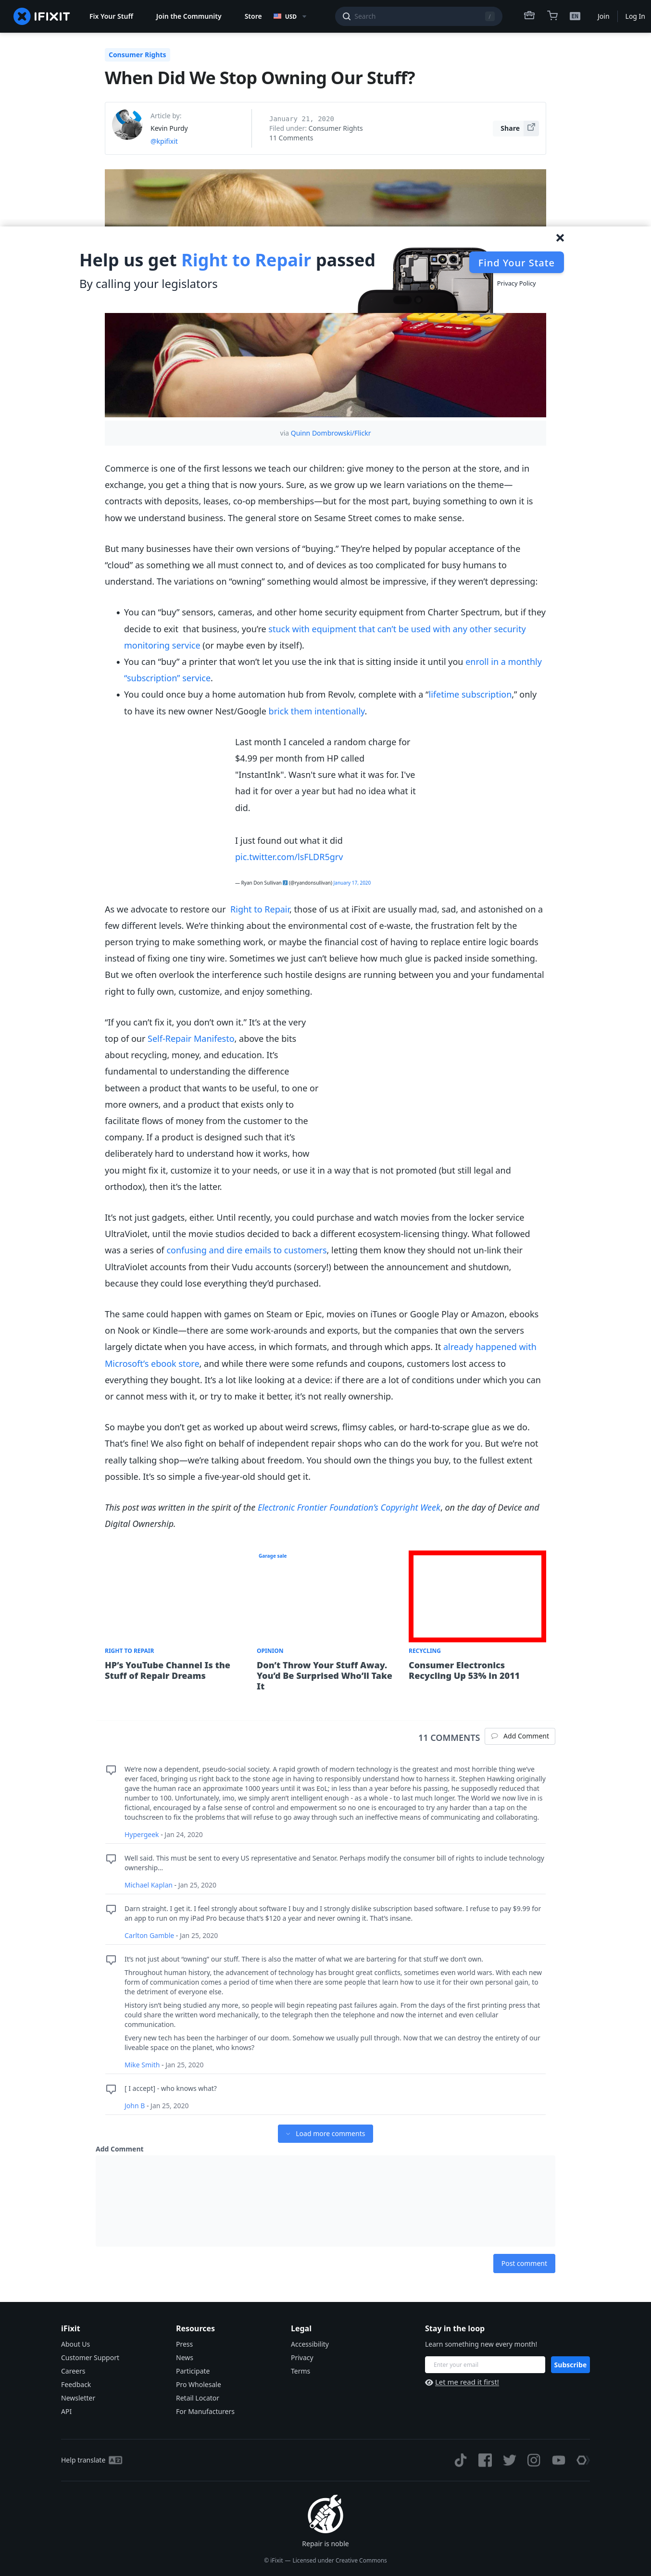 IFIXIT
Fix Your Stuff
Join the Community
Store
USD
Search
/
EN
Join
Log In
Consumer Rights
When Did We Stop Owning Our Stuff?
Article by:
Kevin Purdy
@kpifixit
January 21, 2020
Filed under: Consumer Rights
11 Comments
Share
Help us get Right to Repair passed
By calling your legislators
Find Your State
Privacy Policy
via Quinn Dombrowski/Flickr
Commerce is one of the first lessons we teach our children: give money to the person at the store, and in
exchange, you get a thing that is now yours. Sure, as we grow up we learn variations on the theme—
contracts with deposits, leases, co-op memberships—but for the most part, buying something to own it is
how we understand business. The general store on Sesame Street comes to make sense.
But many businesses have their own versions of “buying.” They’re helped by popular acceptance of the
“cloud” as something we all must connect to, and of devices as too complicated for busy humans to
understand. The variations on “owning” something would almost be impressive, if they weren’t depressing:
• You can “buy” sensors, cameras, and other home security equipment from Charter Spectrum, but if they
decide to exit that business, you’re stuck with equipment that can’t be used with any other security
monitoring service (or maybe even by itself).
• You can “buy” a printer that won’t let you use the ink that is sitting inside it until you enroll in a monthly
“subscription” service.
• You could once buy a home automation hub from Revolv, complete with a “lifetime subscription,” only
to have its new owner Nest/Google brick them intentionally.
Last month I canceled a random charge for
$4.99 per month from HP called
"InstantInk". Wasn't sure what it was for. I've
had it for over a year but had no idea what it
did.
I just found out what it did
pic.twitter.com/lsFLDR5grv
— Ryan Don Sullivan (@ryandonsullivan) January 17, 2020
As we advocate to restore our Right to Repair, those of us at iFixit are usually mad, sad, and astonished on a
few different levels. We’re thinking about the environmental cost of e-waste, the frustration felt by the
person trying to make something work, or maybe the financial cost of having to replace entire logic boards
instead of fixing one tiny wire. Sometimes we just can’t believe how much glue is packed inside something.
But we often overlook the interference such hostile designs are running between you and your fundamental
right to fully own, customize, and enjoy something.
“If you can’t fix it, you don’t own it.” It’s at the very
top of our Self-Repair Manifesto, above the bits
about recycling, money, and education. It’s
fundamental to understanding the difference
between a product that wants to be useful, to one or
more owners, and a product that exists only to
facilitate flows of money from the customer to the
company. If a product is designed such that it’s
deliberately hard to understand how it works, how
you might fix it, customize it to your needs, or use it in a way that is not promoted (but still legal and
orthodox), then it’s the latter.
It’s not just gadgets, either. Until recently, you could purchase and watch movies from the locker service
UltraViolet, until the movie studios decided to back a different ecosystem-licensing thingy. What followed
was a series of confusing and dire emails to customers, letting them know they should not un-link their
UltraViolet accounts from their Vudu accounts (sorcery!) between the announcement and shutdown,
because they could lose everything they’d purchased.
The same could happen with games on Steam or Epic, movies on iTunes or Google Play or Amazon, ebooks
on Nook or Kindle—there are some work-arounds and exports, but the companies that own the servers
largely dictate when you have access, in which formats, and through which apps. It already happened with
Microsoft’s ebook store, and while there were some refunds and coupons, customers lost access to
everything they bought. It’s a lot like looking at a device: if there are a lot of conditions under which you can
or cannot mess with it, or try to make it better, it’s not really ownership.
So maybe you don’t get as worked up about weird screws, flimsy cables, or hard-to-scrape glue as we do.
That’s fine! We also fight on behalf of independent repair shops who can do the work for you. But we’re not
really talking shop—we’re talking about freedom. You should own the things you buy, to the fullest extent
possible. It’s so simple a five-year-old should get it.
This post was written in the spirit of the Electronic Frontier Foundation’s Copyright Week, on the day of Device and
Digital Ownership.
Garage sale
RIGHT TO REPAIR
HP’s YouTube Channel Is the
Stuff of Repair Dreams
OPINION
Don’t Throw Your Stuff Away.
You’d Be Surprised Who’ll Take
It
RECYCLING
Consumer Electronics
Recycling Up 53% in 2011
11 COMMENTS
Add Comment
We’re now a dependent, pseudo-social society. A rapid growth of modern technology is the greatest and most horrible thing we’ve
ever faced, bringing us right back to the stone age in having to responsibly understand how to harness it. Stephen Hawking originally
gave the human race an approximate 1000 years until it was EoL; in less than a year before his passing, he supposedly reduced that
number to 100. Unfortunately, imo, we simply aren’t intelligent enough - as a whole - to last much longer. The World we now live in is
fictional, encouraged by a false sense of control and empowerment so no one is encouraged to try any harder than a tap on the
touchscreen to fix the problems that will refuse to go away through such an ineffective means of communicating and collaborating.
Hypergeek - Jan 24, 2020
Well said. This must be sent to every US representative and Senator. Perhaps modify the consumer bill of rights to include technology
ownership…
Michael Kaplan - Jan 25, 2020
Darn straight. I get it. I feel strongly about software I buy and I strongly dislike subscription based software. I refuse to pay $9.99 for
an app to run on my iPad Pro because that’s $120 a year and never owning it. That’s insane.
Carlton Gamble - Jan 25, 2020
It’s not just about “owning” our stuff. There is also the matter of what we are bartering for that stuff we don’t own.
Throughout human history, the advancement of technology has brought great conflicts, sometimes even world wars. With each new
form of communication comes a period of time when there are some people that learn how to use it for their own personal gain, to
the detriment of everyone else.
History isn’t being studied any more, so people will begin repeating past failures again. From the days of the first printing press that
could share the written word mechanically, to the telegraph then the telephone and now the internet and even cellular
communication.
Every new tech has been the harbinger of our doom. Somehow we usually pull through. Now that we can destroy the entirety of our
liveable space on the planet, who knows?
Mike Smith - Jan 25, 2020
[ I accept] - who knows what?
John B - Jan 25, 2020
Load more comments
Add Comment
Post comment
iFixit
About Us
Customer Support
Careers
Feedback
Newsletter
API
Resources
Press
News
Participate
Pro Wholesale
Retail Locator
For Manufacturers
Legal
Accessibility
Privacy
Terms
Stay in the loop
Learn something new every month!
Enter your email
Subscribe
Let me read it first!
Help translate
Repair is noble
© iFixit — Licensed under Creative Commons